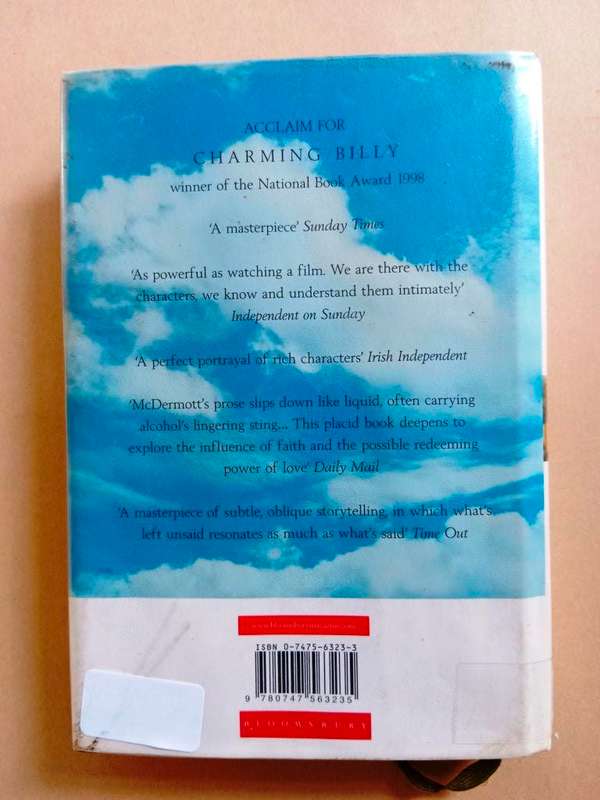 ACCLAIM FOR
CHARMING BILLY
winner of the National Book Award 1998
'A masterpiece' Sunday Times
'As powerful as watching a film. We are there with the
characters, we know and understand them intimately'
Independent on Sunday
'A perfect portrayal of rich characters' Irish Independent
'McDermott's prose slips down like liquid, often carrying
alcohol's lingering sting... This placid book deepens to
explore the influence of faith and the possible redeeming
power of love' Daily Mail
'A masterpiece of subtle, oblique storytelling, in which what's
left unsaid resonates as much as what's said' Time Out
ISBN 0-7475-6323-3
9 780747 563235
BLOOMSBURY